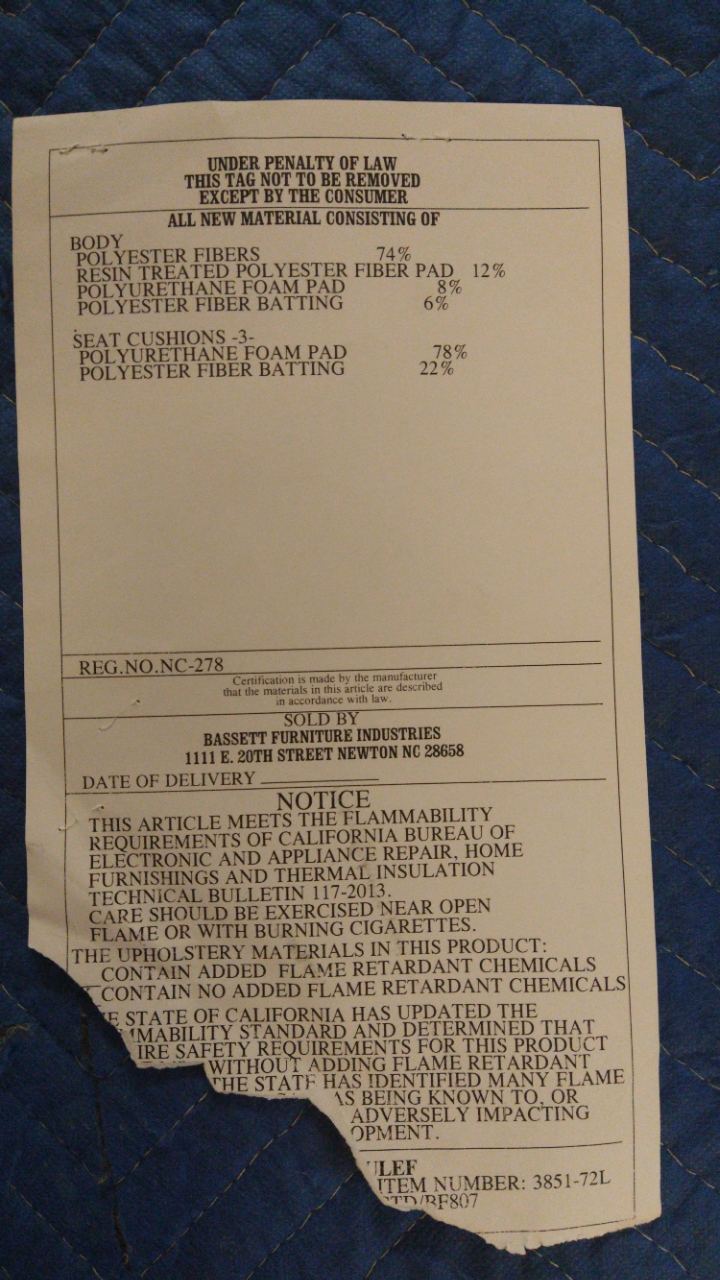 UNDER PENALTY OF LAW
THIS TAG NOT TO BE REMOVED
EXCEPT BY THE CONSUMER
ALL NEW MATERIAL CONSISTING OF
BODY
POLYESTER FIBERS 74%
RESIN TREATED POLYESTER FIBER PAD 12%
POLYURETHANE FOAM PAD 8%
POLYESTER FIBER BATTING 6%
SEAT CUSHIONS -3-
POLYURETHANE FOAM PAD 78%
POLYESTER FIBER BATTING 22%
REG.NO.NC-278
Certification is made by the manufacturer
that the materials in this article are described
in accordance with law.
SOLD BY
BASSETT FURNITURE INDUSTRIES
1111 E. 20TH STREET NEWTON NC 28658
DATE OF DELIVERY
NOTICE
THIS ARTICLE MEETS THE FLAMMABILITY
REQUIREMENTS OF CALIFORNIA BUREAU OF
ELECTRONIC AND APPLIANCE REPAIR, HOME
FURNISHINGS AND THERMAL INSULATION
TECHNICAL BULLETIN 117-2013.
CARE SHOULD BE EXERCISED NEAR OPEN
FLAME OR WITH BURNING CIGARETTES.
THE UPHOLSTERY MATERIALS IN THIS PRODUCT:
CONTAIN ADDED FLAME RETARDANT CHEMICALS
CONTAIN NO ADDED FLAME RETARDANT CHEMICALS
STATE OF CALIFORNIA HAS UPDATED THE
MMABILITY STANDARD AND DETERMINED THAT
IRE SAFETY REQUIREMENTS FOR THIS PRODUCT
WITHOUT ADDING FLAME RETARDANT
THE STATE HAS IDENTIFIED MANY FLAME
AS BEING KNOWN TO, OR
ADVERSELY IMPACTING
OPMENT.
ULEF
ITEM NUMBER: 3851-72L
TD/BF807